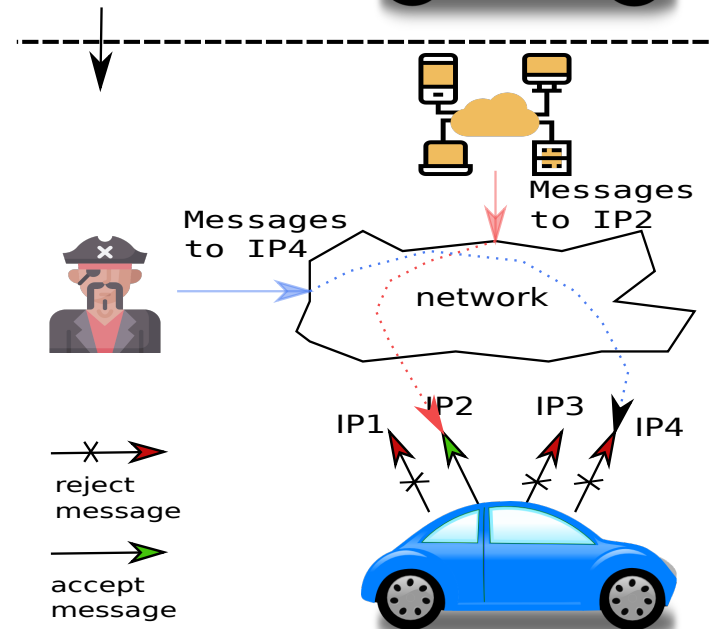 Messages
to IP2
Messages
to IP4
network
IP1
IP2
IP3
IP4
reject
message
accept
message